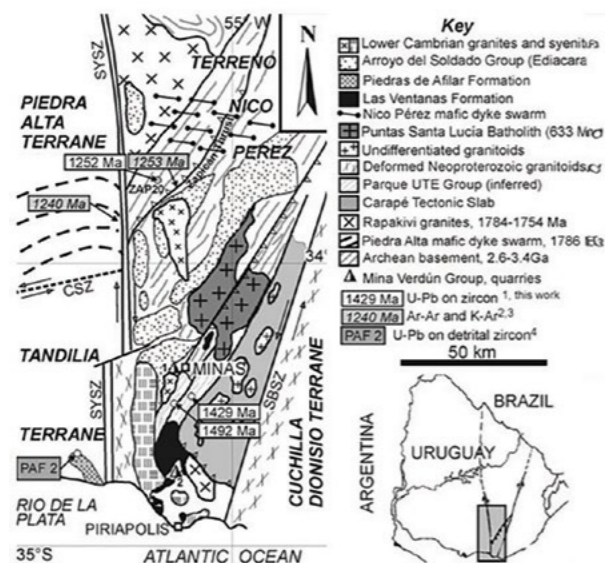 55°W
N
SYSZ
TERRENO
NICO
PEREZ
PIEDRA
ALTA
TERRANE
1252 Ma 1253 Ma
ZAP20
1240 Ma
34°
CSZ
TANDILIA
MINAS
SYSZ
SBSZ
1429 Ma
1492 Ma
TERRANE
PAF 2
CUCHILLA
DIONISIO TERRANE
RIO DE LA
PLATA
PIRIAPOLIS
35°S
ATLANTIC OCEAN
Key
Lower Cambrian granites and
Arroyo del Soldado Group (Ediacara
Piedras de Afilar Formation
Las Ventanas Formation
Nico Pérez mafic dyke swarm
Puntas Santa Lucía Batholith (633 Ma)
Undifferentiated granitoids
Deformed Neoproterozoic granitoids
Parque UTE Group (inferred)
Carapé Tectonic Slab
Rapakivi granites, 1784-1754 Ma
Piedra Alta mafic dyke swarm, 1786
Archean basement, 2.6-3.4Ga
Mina Verdún Group, quarries
1429 Ma U-Pb on zircon ¹, this work
1240 Ma Ar-Ar and K-Ar²,³
PAF 2 U-Pb on detrital zircon⁴
50 km
BRAZIL
URUGUAY
ARGENTINA